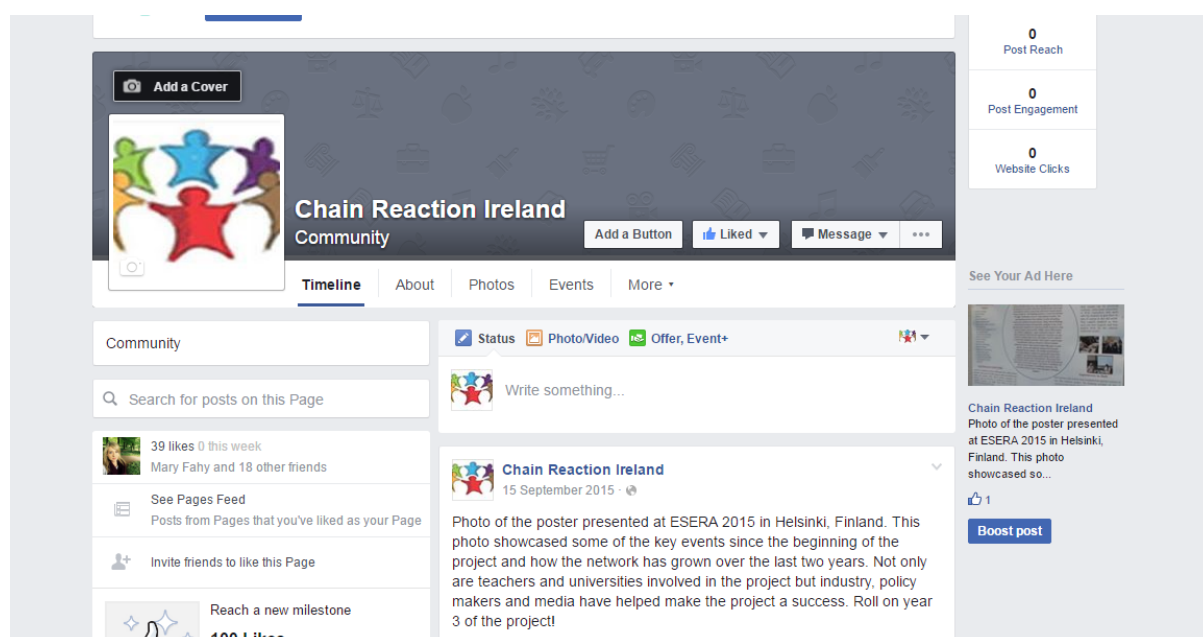 0
Post Reach
0
Post Engagement
0
Website Clicks
Add a Cover
Chain Reaction Ireland
Community
Add a Button
Liked
Message
Timeline
About
Photos
Events
More
See Your Ad Here
Chain Reaction Ireland
Photo of the poster presented
at ESERA 2015 in Helsinki,
Finland. This photo
showcased so...
1
Boost post
Community
Search for posts on this Page
39 likes 0 this week
Mary Fahy and 18 other friends
See Pages Feed
Posts from Pages that you've liked as your Page
Invite friends to like this Page
Reach a new milestone
100 Likes
Status
Photo/Video
Offer, Event+
Write something...
Chain Reaction Ireland
15 September 2015 ·
Photo of the poster presented at ESERA 2015 in Helsinki, Finland. This
photo showcased some of the key events since the beginning of the
project and how the network has grown over the last two years. Not only
are teachers and universities involved in the project but industry, policy
makers and media have helped make the project a success. Roll on year
3 of the project!